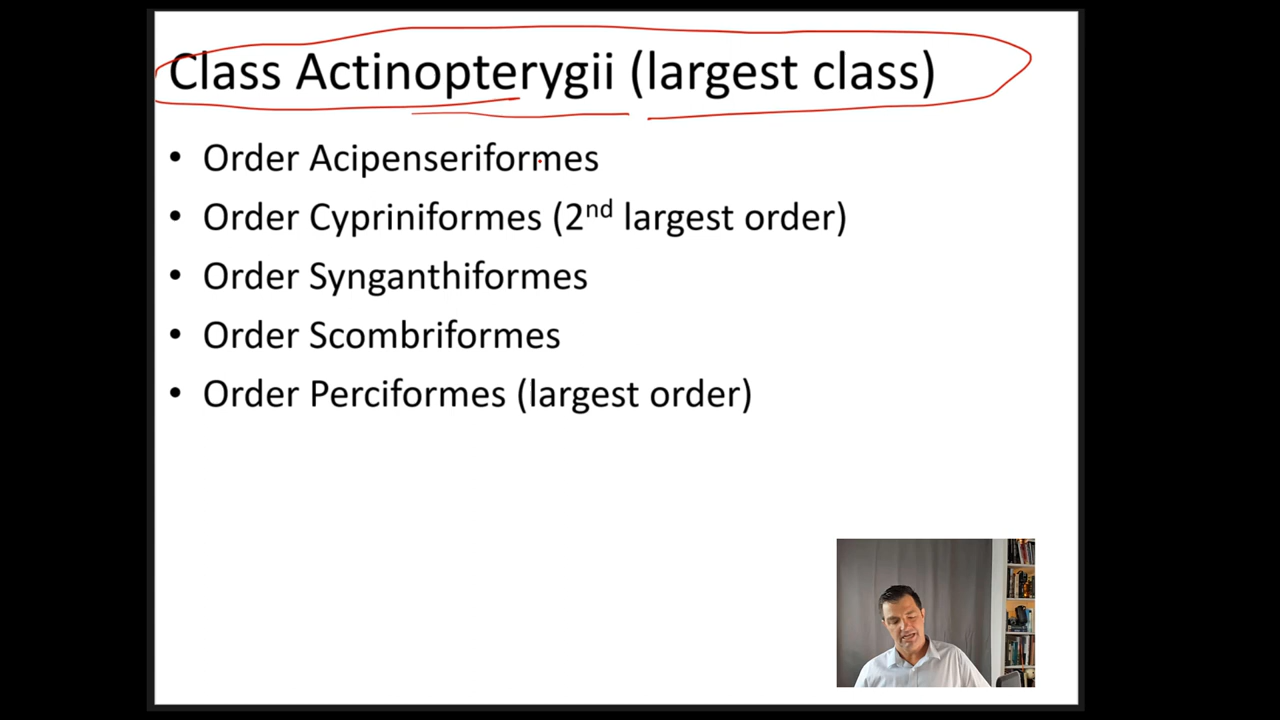 Class Actinopterygii (largest class)
• Order Acipenseriformes
• Order Cypriniformes (2nd largest order)
• Order Synganthiformes
• Order Scombriformes
• Order Perciformes (largest order)